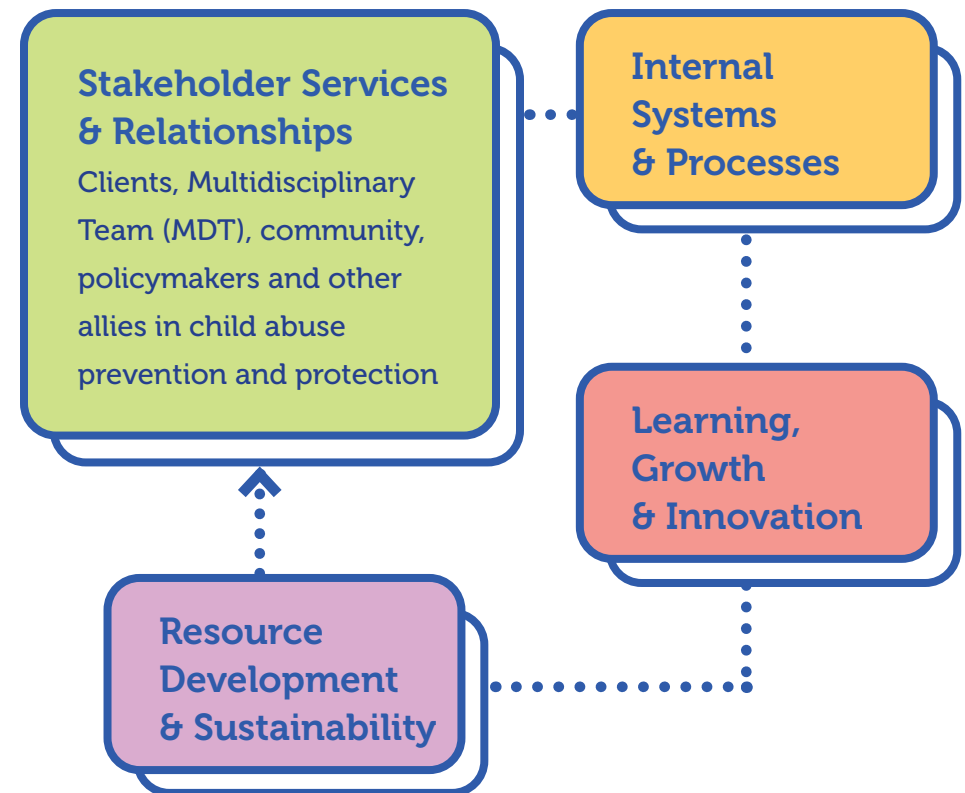 Stakeholder Services
& Relationships
Clients, Multidisciplinary
Team (MDT), community,
policymakers and other
allies in child abuse
prevention and protection
Internal
Systems
& Processes
Learning,
Growth
& Innovation
Resource
Development
& Sustainability